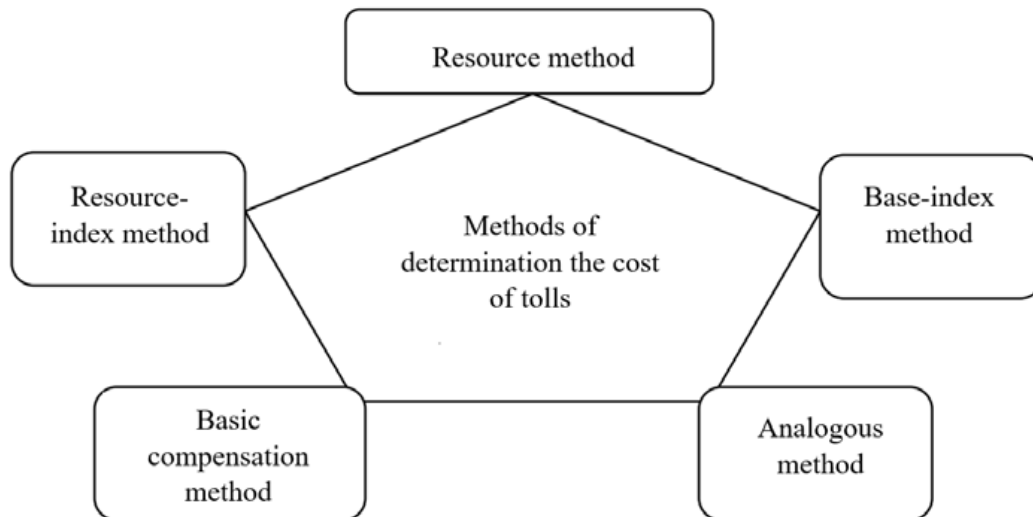 Resource method
Resource-
index method
Base-index
method
Methods of
determination the cost
of tolls
Basic
compensation
method
Analogous
method